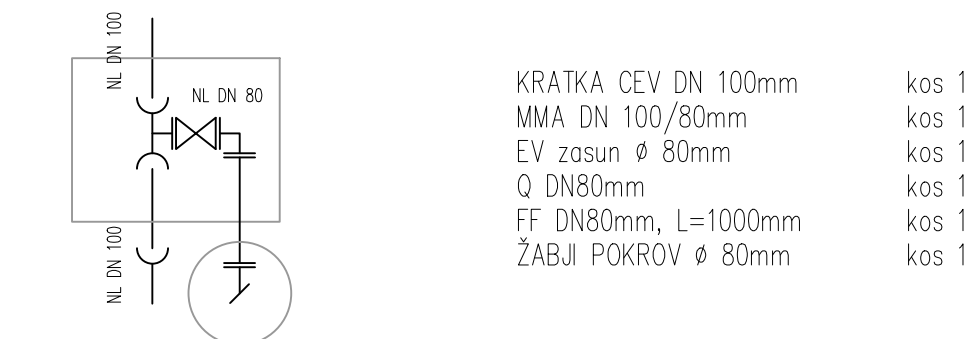 NL DN 100
NL DN 80
NL DN 100
KRATKA CEV DN 100mm kos 1
MMA DN 100/80mm kos 1
EV zasun Ø 80mm kos 1
Q DN80mm kos 1
FF DN80mm, L=1000mm kos 1
ŽABJI POKROV Ø 80mm kos 1